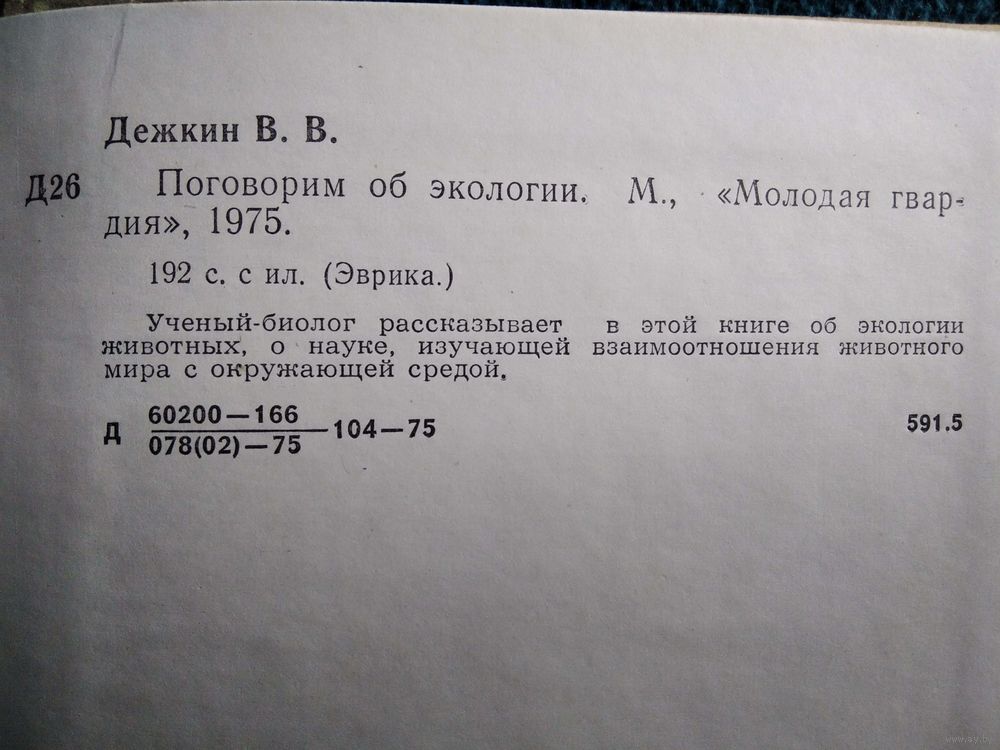 Дежкин В. В.
Д26 Поговорим об экологии. М., «Молодая гвар-
дия», 1975.
192 с. с ил. (Эврика.)
Ученый-биолог рассказывает в этой книге об экологии
животных, о науке, изучающей взаимоотношения животного
мира с окружающей средой.
Д 60200—166
078(02)—75 —104—75 591.5